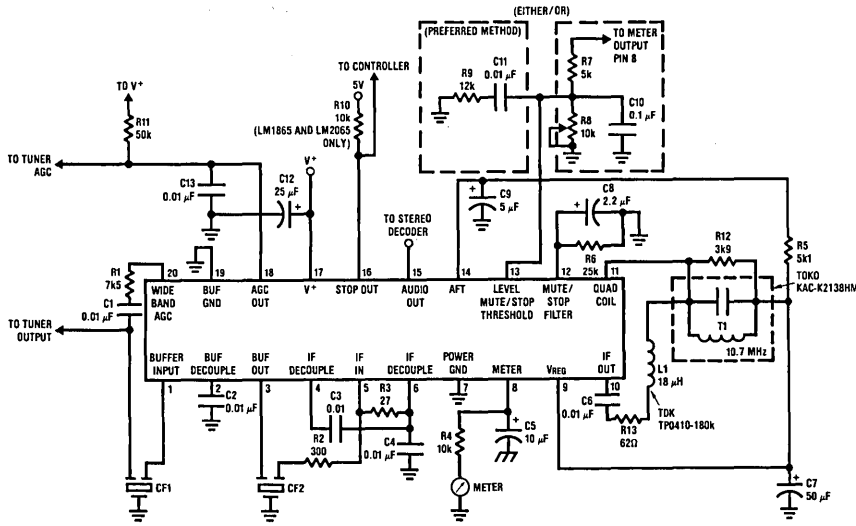 (EITHER/OR)
(PREFERRED METHOD)
TO METER
OUTPUT
PIN 8
TO CONTROLLER
C11
0.01 µF
R9
12k
R7
5k
TO V+
5V
R10
10k
(LM1865 AND LM2065
ONLY)
R8
10k
C10
0.1 µF
R11
50k
TO TUNER
AGC
C13
0.01 µF
C12
25 µF
+
V+
TO STEREO
DECODER
+
C9
5 µF
+
C8
2.2 µF
R6
25k
R12
3k9
R5
5k1
TOKO
KAC-K2138HM
R1
7k5
C1
0.01 µF
20
19
18
17
16
15
14
13
12
11
WIDE
BAND
AGC
BUF
GND
AGC
OUT
V+
STOP OUT
AUDIO
OUT
AFT
LEVEL
MUTE/STOP
THRESHOLD
MUTE/
STOP
FILTER
QUAD
COIL
T1
10.7 MHz
TO TUNER
OUTPUT
BUFFER
INPUT
BUF
DECOUPLE
BUF
OUT
IF
DECOUPLE
IF
IN
IF
DECOUPLE
POWER
GND
METER
VREG
IF
OUT
1
2
3
4
5
6
7
8
9
10
L1
18 µH
C2
0.01 µF
C3
0.01
R3
27
R2
300
C4
0.01 µF
R4
10k
+
C5
10 µF
C6
0.01 µF
R13
62Ω
TDK
TP0410-180k
CF1
CF2
METER
+
C7
50 µF